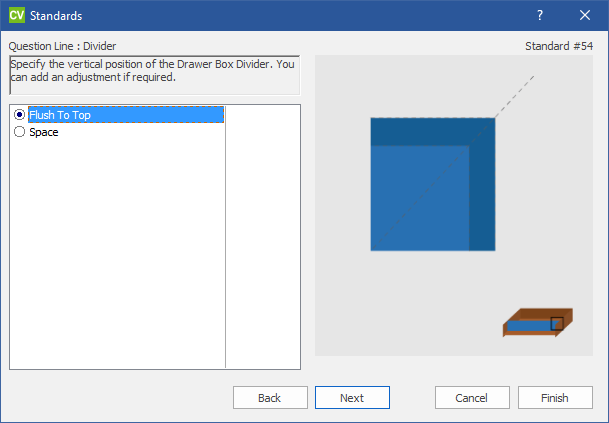 CV Standards ?
Question Line : Divider
Standard #54
Specify the vertical position of the Drawer Box Divider. You
can add an adjustment if required.
Flush To Top
Space
Back Next Cancel Finish